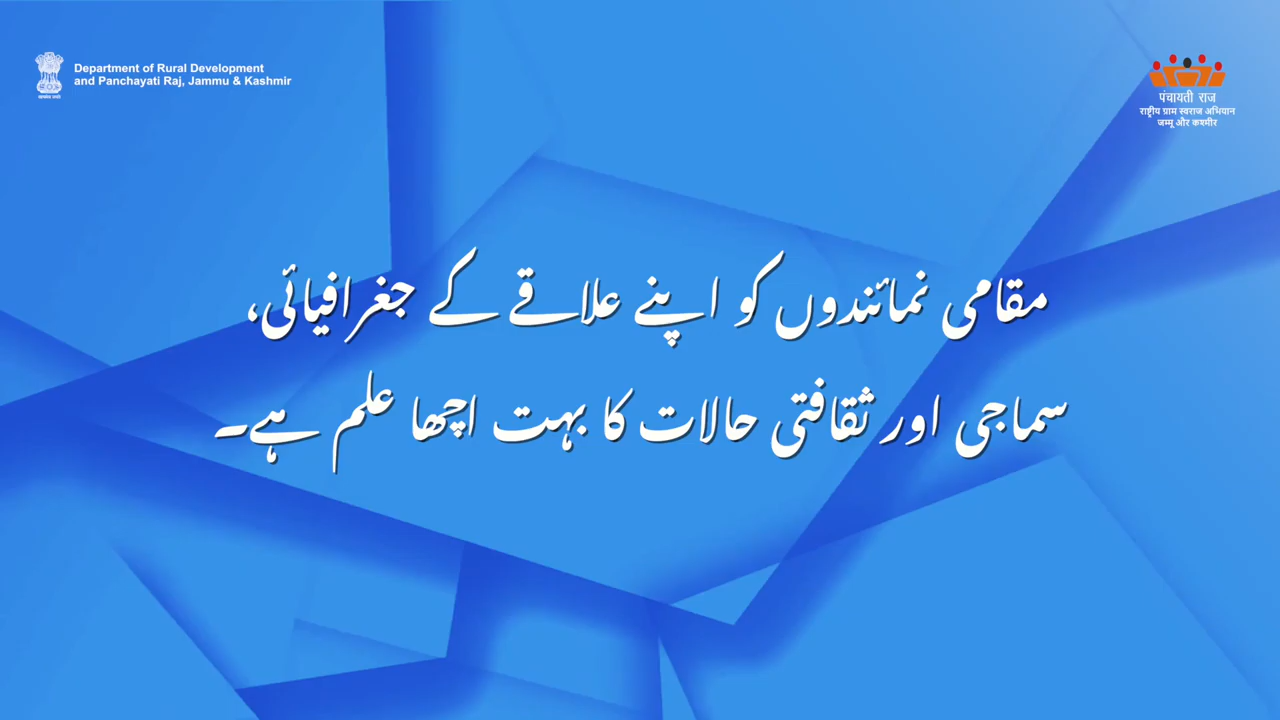 Department of Rural Development
and Panchayati Raj, Jammu & Kashmir
पंचायती राज
राष्ट्रीय ग्राम स्वराज अभियान
जम्मू और कश्मीर
مقامی نمائندوں کو اپنے علاقے کے جغرافیائی،
سماجی اور ثقافتی حالات کا بہت اچھا علم ہے۔